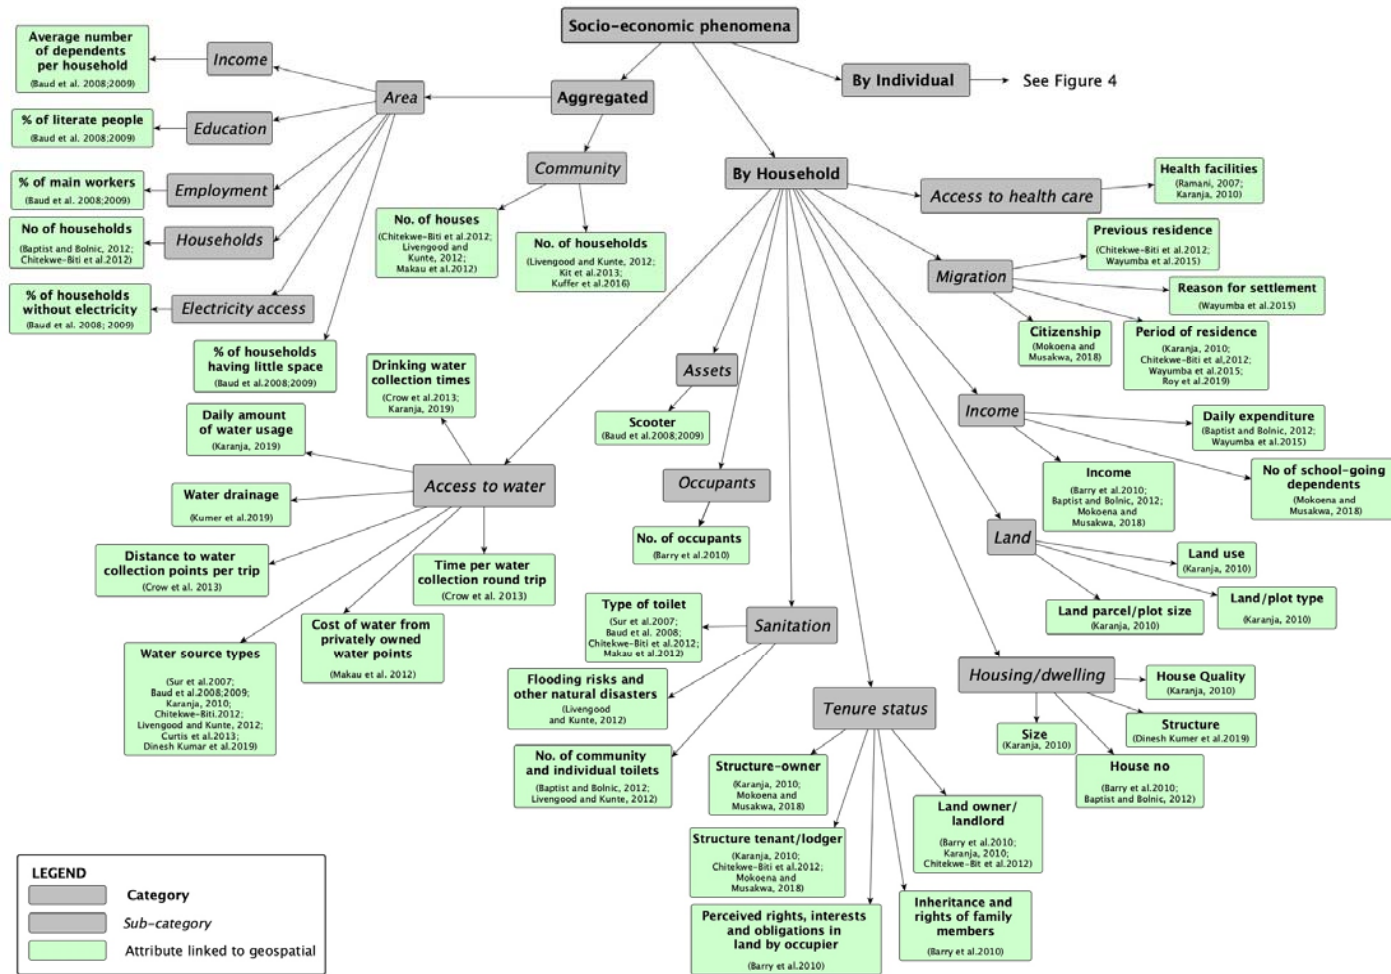 Socio-economic phenomena
By Individual
See Figure 4
Aggregated
Area
Income
Average number
of dependents
per household
(Baud et al. 2008;2009)
Education
% of literate people
(Baud et al. 2008;2009)
Employment
% of main workers
(Baud et al. 2008;2009)
Households
No of households
(Baptist and Bolnic, 2012;
Chitekwe-Biti et al.2012)
Electricity access
% of households
without electricity
(Baud et al. 2008; 2009)
% of households
having little space
(Baud et al.2008;2009)
Community
No. of houses
(Chitekwe-Biti et al.2012;
Livengood and
Kunte, 2012;
Makau et al.2012)
No. of households
(Livengood and Kunte, 2012;
Kit et al.2013;
Kuffer et al.2016)
By Household
Access to health care
Health facilities
(Ramani, 2007;
Karanja, 2010)
Migration
Previous residence
(Chitekwe-Biti et al.2012;
Wayumba et al.2015)
Reason for settlement
(Wayumba et al.2015)
Citizenship
(Mokoena and
Musakwa, 2018)
Period of residence
(Karanja, 2010;
Chitekwe-Biti et al,2012;
Wayumba et al.2015;
Roy et al.2019)
Income
Daily expenditure
(Baptist and Bolnic, 2012;
Wayumba et al.2015)
Income
(Barry et al.2010;
Baptist and Bolnic, 2012;
Mokoena and
Musakwa, 2018)
No of school-going
dependents
(Mokoena and
Musakwa, 2018)
Land
Land use
(Karanja, 2010)
Land/plot type
(Karanja, 2010)
Land parcel/plot size
(Karanja, 2010)
Housing/dwelling
House Quality
(Karanja, 2010)
Structure
(Dinesh Kumer et al.2019)
Size
(Karanja, 2010)
House no
(Barry et al.2010;
Baptist and Bolnic, 2012)
Assets
Scooter
(Baud et al.2008;2009)
Occupants
No. of occupants
(Barry et al.2010)
Access to water
Drinking water
collection times
(Crow et al.2013;
Karanja, 2019)
Daily amount
of water usage
(Karanja, 2019)
Water drainage
(Kumer et al.2019)
Distance to water
collection points per trip
(Crow et al. 2013)
Water source types
(Sur et al.2007;
Baud et al.2008;2009;
Karanja, 2010;
Chitekwe-Biti.2012;
Livengood and Kunte, 2012;
Curtis et al.2013;
Dinesh Kumar et al.2019)
Cost of water from
privately owned
water points
(Makau et al. 2012)
Time per water
collection round trip
(Crow et al. 2013)
Sanitation
Type of toilet
(Sur et al.2007;
Baud et al. 2008;
Chitekwe-Biti et al.2012;
Makau et al.2012)
Flooding risks and
other natural disasters
(Livengood
and Kunte, 2012)
No. of community
and individual toilets
(Baptist and Bolnic, 2012;
Livengood and Kunte, 2012)
Tenure status
Structure-owner
(Karanja, 2010;
Mokoena and
Musakwa, 2018)
Structure tenant/lodger
(Karanja, 2010;
Chitekwe-Biti et al.2012;
Mokoena and
Musakwa, 2018)
Perceived rights, interests
and obligations in
land by occupier
(Barry et al.2010)
Inheritance and
rights of family
members
(Barry et al.2010)
Land owner/
landlord
(Barry et al.2010;
Karanja, 2010;
Chitekwe-Bit et al.2012)
LEGEND
Category
Sub-category
Attribute linked to geospatial